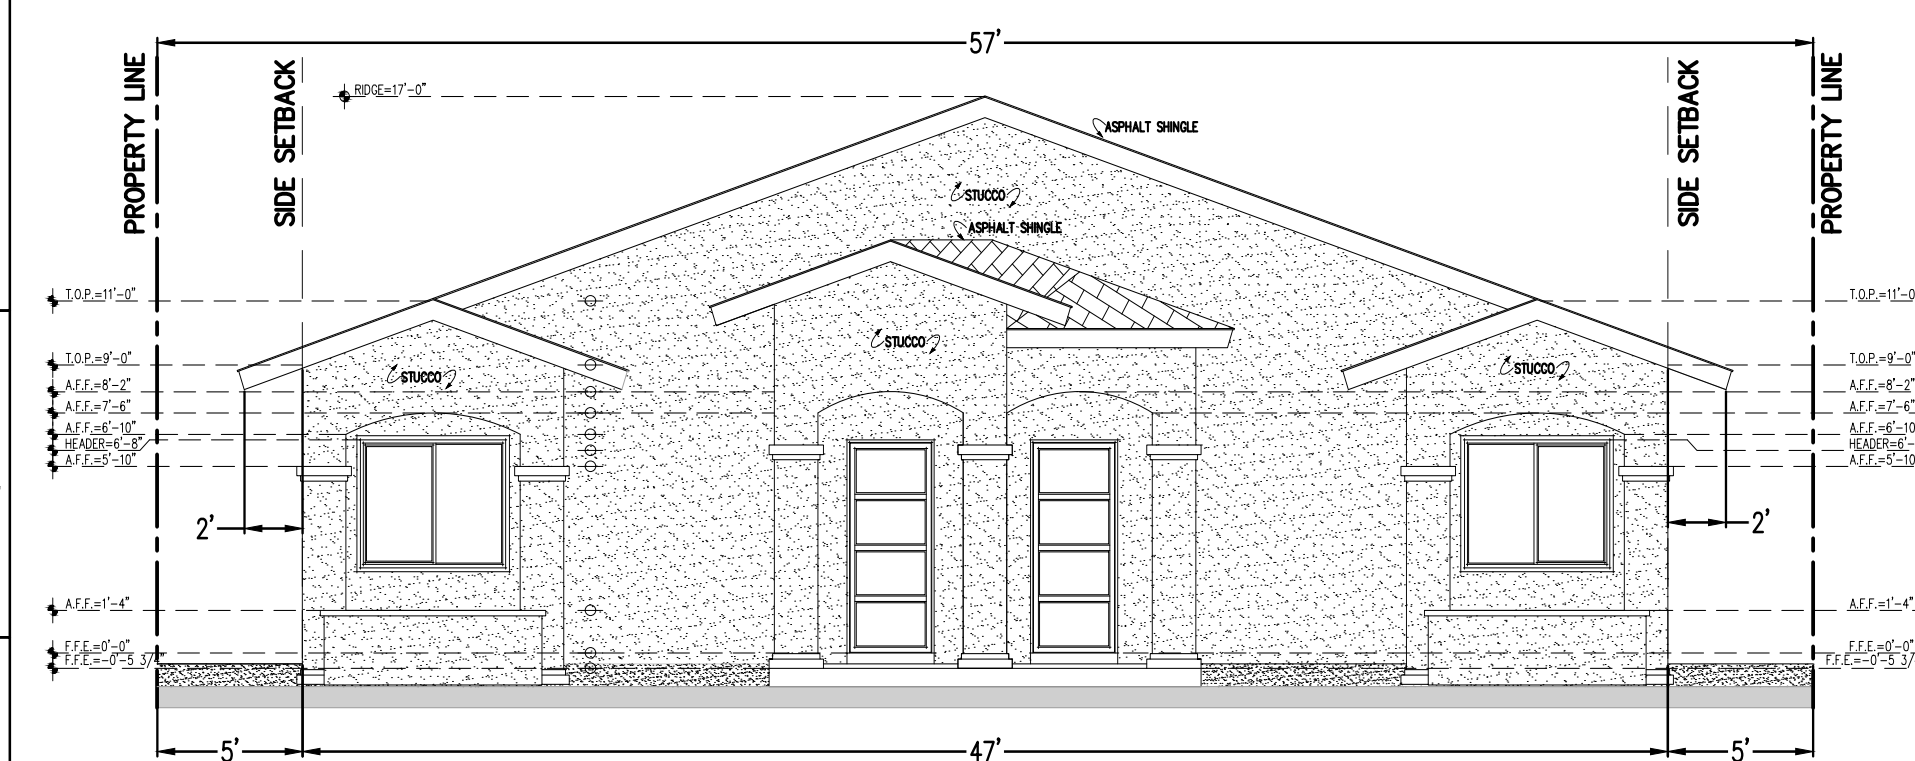 57'
PROPERTY LINE
SIDE SETBACK
SIDE SETBACK
PROPERTY LINE
RIDGE=17'-0"
ASPHALT SHINGLE
STUCCO
ASPHALT SHINGLE
T.O.P.=11'-0"
T.O.P.=11'-0
STUCCO
T.O.P.=9'-0"
T.O.P.=9'-0"
STUCCO
STUCCO
A.F.F.=8'-2"
A.F.F.=8'-2"
A.F.F.=7'-6"
A.F.F.=7'-6"
A.F.F.=6'-10"
A.F.F.=6'-10
HEADER=6'-8"
HEADER=6'-
A.F.F.=5'-10"
A.F.F.=5'-10
2'
2'
A.F.F.=1'-4"
A.F.F.=1'-4"
F.F.E.=0'-0"
F.F.E.=0'-0"
F.F.E.=-0'-5 3/4"
F.F.E.=-0'-5 3/
5'
47'
5'